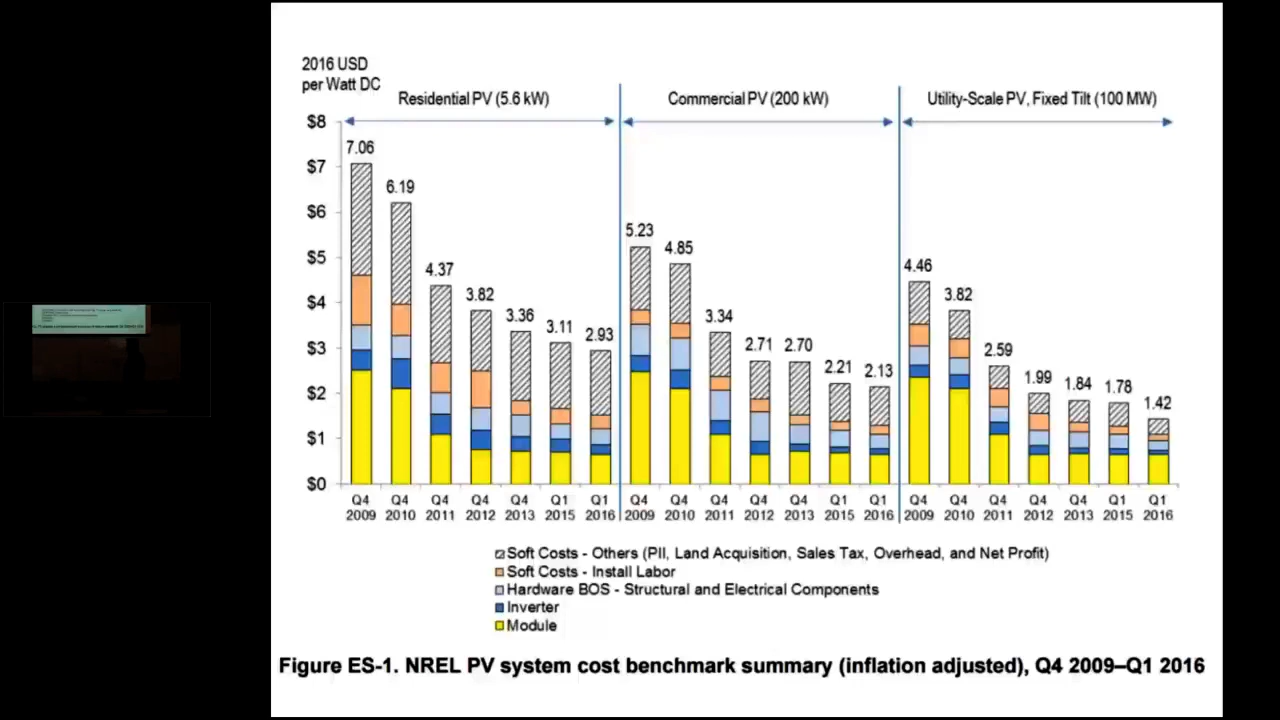 2016 USD
per Watt DC
Residential PV (5.6 kW)
Commercial PV (200 kW)
Utility-Scale PV, Fixed Tilt (100 MW)
$8
$7
$6
$5
$4
$3
$2
$1
$0
7.06
6.19
4.37
3.82
3.36
3.11
2.93
5.23
4.85
3.34
2.71
2.70
2.21
2.13
4.46
3.82
2.59
1.99
1.84
1.78
1.42
Q4 Q4 Q4 Q4 Q4 Q1 Q1 Q4 Q4 Q4 Q4 Q4 Q1 Q1 Q4 Q4 Q4 Q4 Q4 Q1 Q1
2009 2010 2011 2012 2013 2015 2016 2009 2010 2011 2012 2013 2015 2016 2009 2010 2011 2012 2013 2015 2016
Soft Costs - Others (PII, Land Acquisition, Sales Tax, Overhead, and Net Profit)
Soft Costs - Install Labor
Hardware BOS - Structural and Electrical Components
Inverter
Module
Figure ES-1. NREL PV system cost benchmark summary (inflation adjusted), Q4 2009–Q1 2016